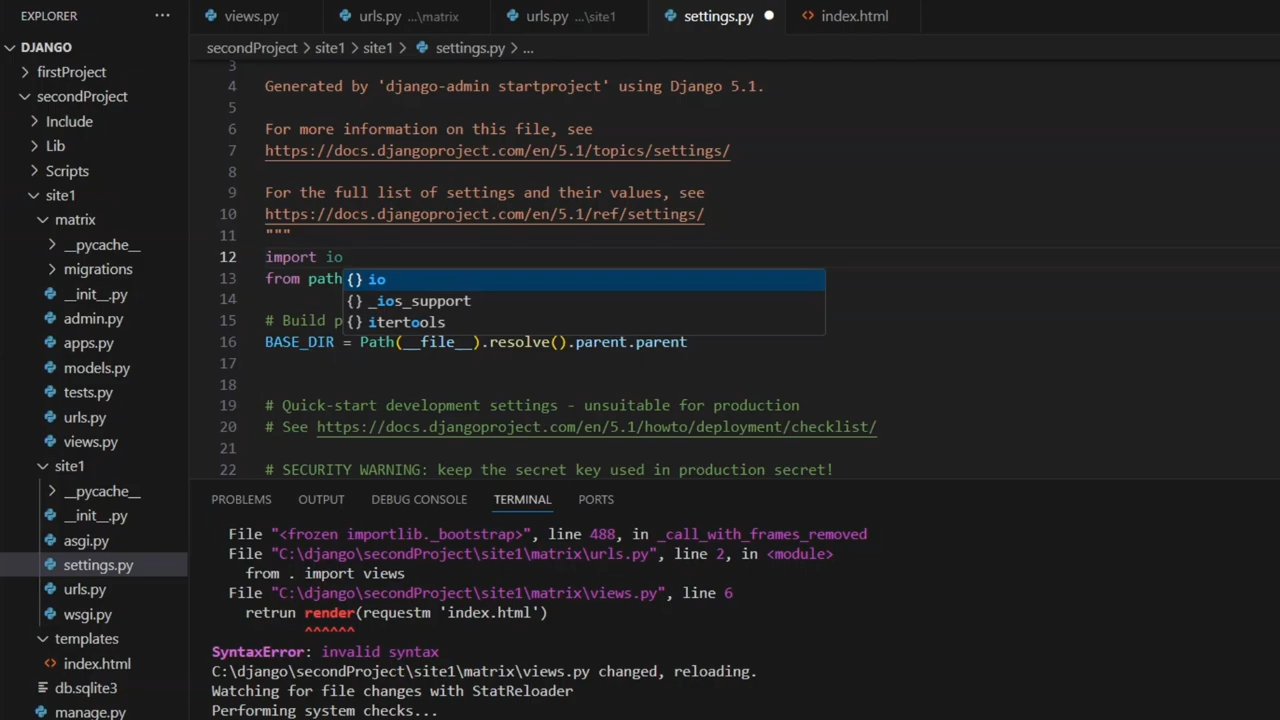 EXPLORER ...
DJANGO
firstProject
secondProject
Include
Lib
Scripts
site1
matrix
__pycache__
migrations
__init__.py
admin.py
apps.py
models.py
tests.py
urls.py
views.py
site1
__pycache__
__init__.py
asgi.py
settings.py
urls.py
wsgi.py
templates
index.html
db.sqlite3
manage.py
views.py urls.py ...\matrix urls.py ...\site1 settings.py index.html
secondProject > site1 > site1 > settings.py > ...
3
4 Generated by 'django-admin startproject' using Django 5.1.
5
6 For more information on this file, see
7 https://docs.djangoproject.com/en/5.1/topics/settings/
8
9 For the full list of settings and their values, see
10 https://docs.djangoproject.com/en/5.1/ref/settings/
11 """
12 import io
13 from path
io
14
_ios_support
15 # Build p
itertools
16 BASE_DIR = Path(__file__).resolve().parent.parent
17
18
19 # Quick-start development settings - unsuitable for production
20 # See https://docs.djangoproject.com/en/5.1/howto/deployment/checklist/
21
22 # SECURITY WARNING: keep the secret key used in production secret!
PROBLEMS OUTPUT DEBUG CONSOLE TERMINAL PORTS
File "<frozen importlib._bootstrap>", line 488, in _call_with_frames_removed
File "C:\django\secondProject\site1\matrix\urls.py", line 2, in <module>
from . import views
File "C:\django\secondProject\site1\matrix\views.py", line 6
retrun render(requestm 'index.html')
^^^^^^
SyntaxError: invalid syntax
C:\django\secondProject\site1\matrix\views.py changed, reloading.
Watching for file changes with StatReloader
Performing system checks...